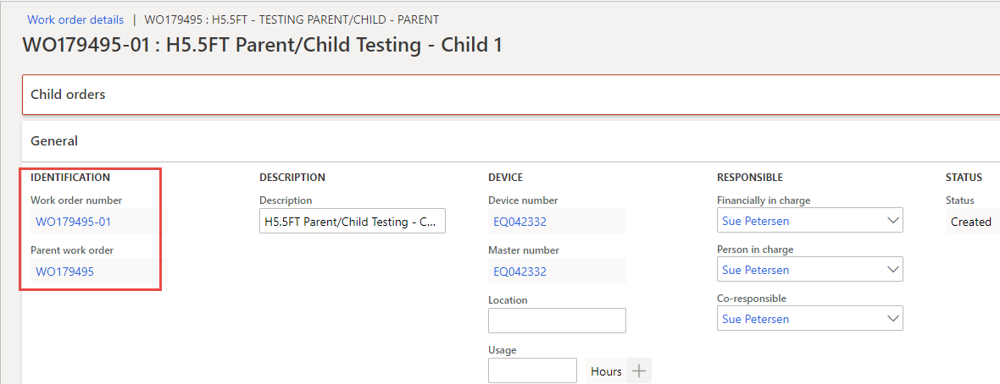 Work order details | WO179495 : H5.5FT - TESTING PARENT/CHILD - PARENT
WO179495-01 : H5.5FT Parent/Child Testing - Child 1
Child orders
General
IDENTIFICATION
Work order number
WO179495-01
Parent work order
WO179495
DESCRIPTION
Description
H5.5FT Parent/Child Testing - C...
DEVICE
Device number
EQ042332
Master number
EQ042332
Location
Usage
Hours
RESPONSIBLE
Financially in charge
Sue Petersen
Person in charge
Sue Petersen
Co-responsible
Sue Petersen
STATUS
Status
Created